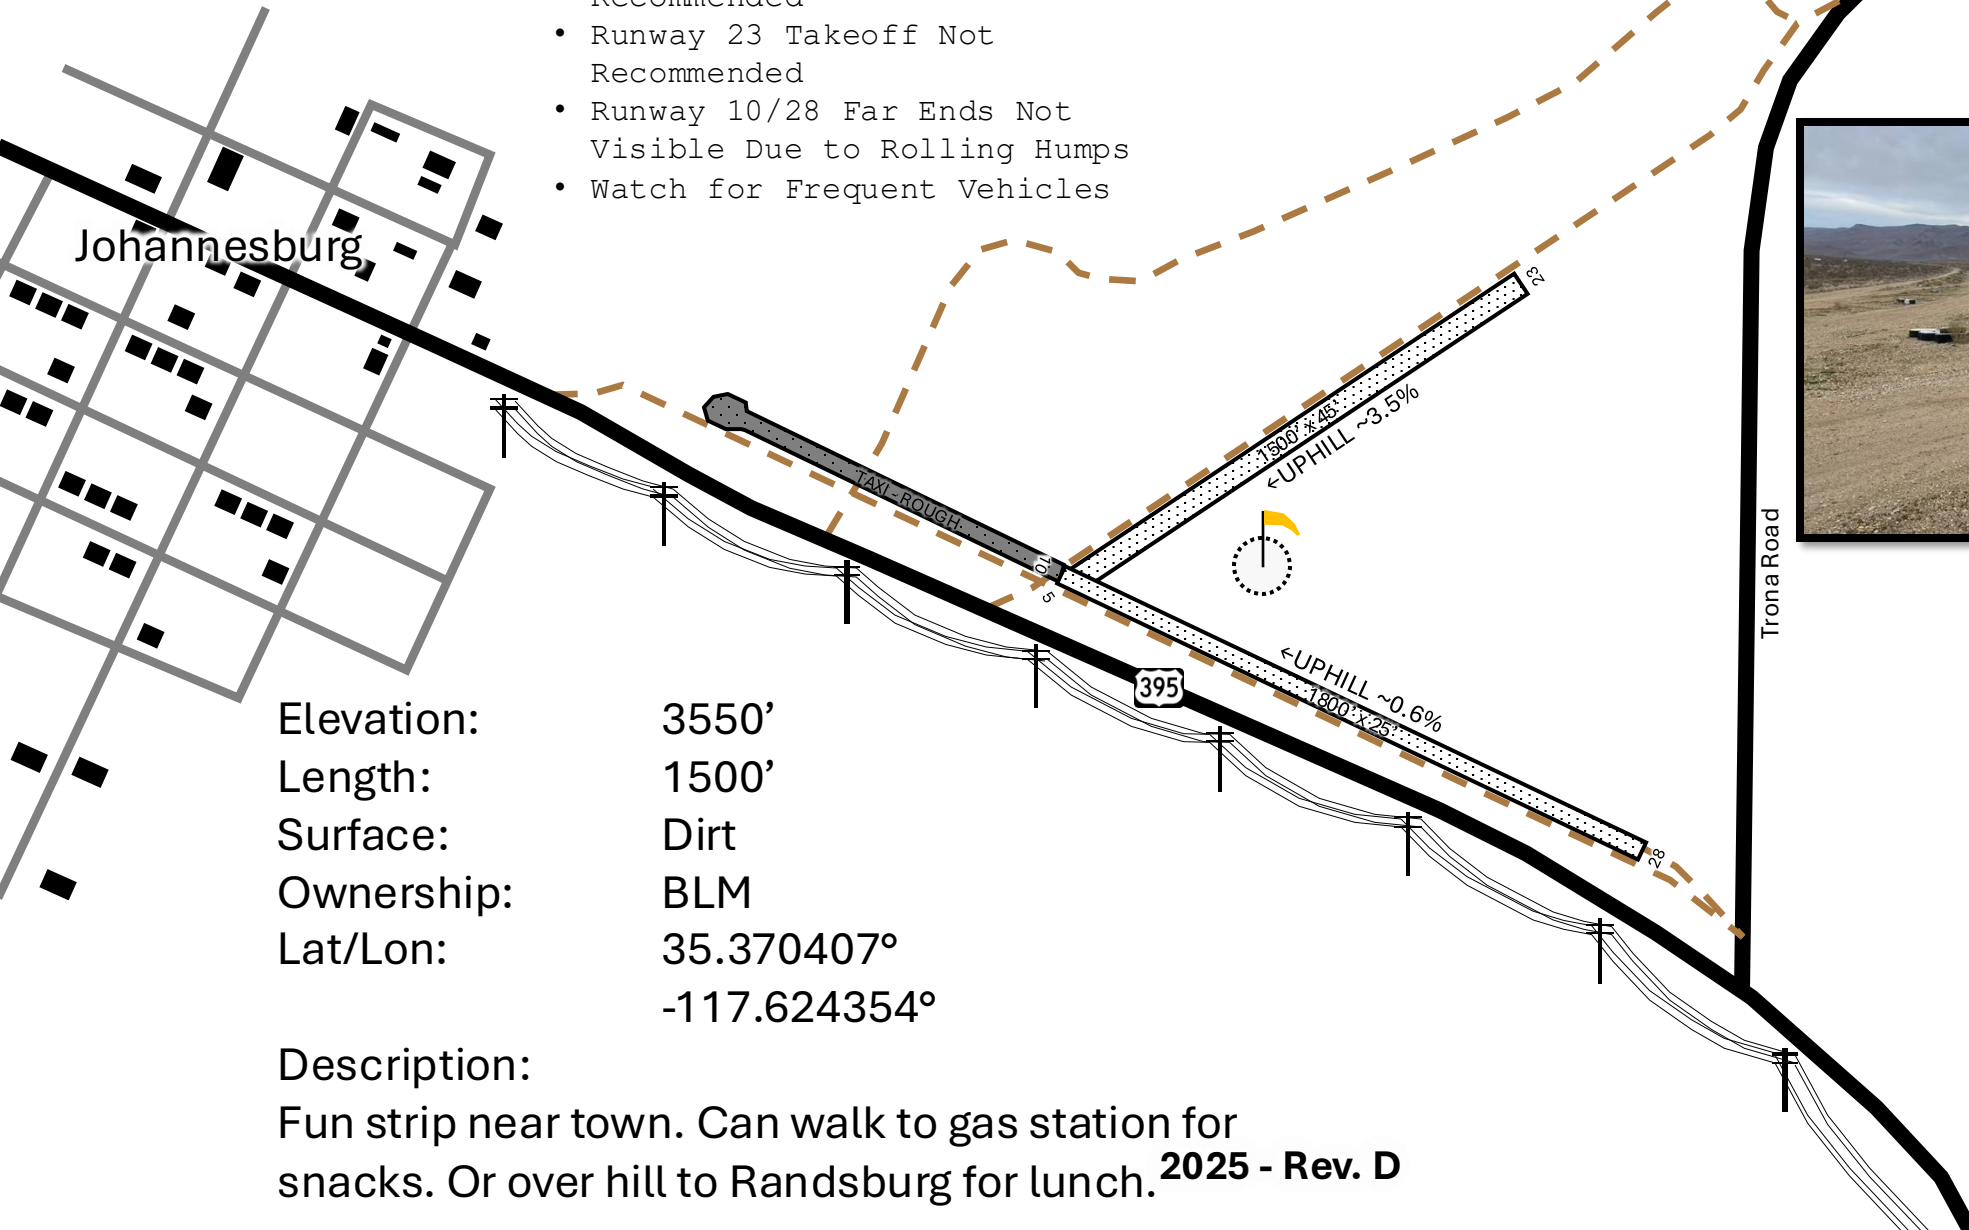 Recommended
• Runway 23 Takeoff Not
Recommended
• Runway 10/28 Far Ends Not
Visible Due to Rolling Humps
• Watch for Frequent Vehicles
Johannesburg
23
1500' x 45'
←UPHILL ~3.5%
TAXI - ROUGH
10
5
Trona Road
←UPHILL ~0.6%
1800' x 25'
395
28
Elevation: 3550’
Length: 1500’
Surface: Dirt
Ownership: BLM
Lat/Lon: 35.370407°
-117.624354°
Description:
Fun strip near town. Can walk to gas station for
snacks. Or over hill to Randsburg for lunch.
2025 - Rev. D